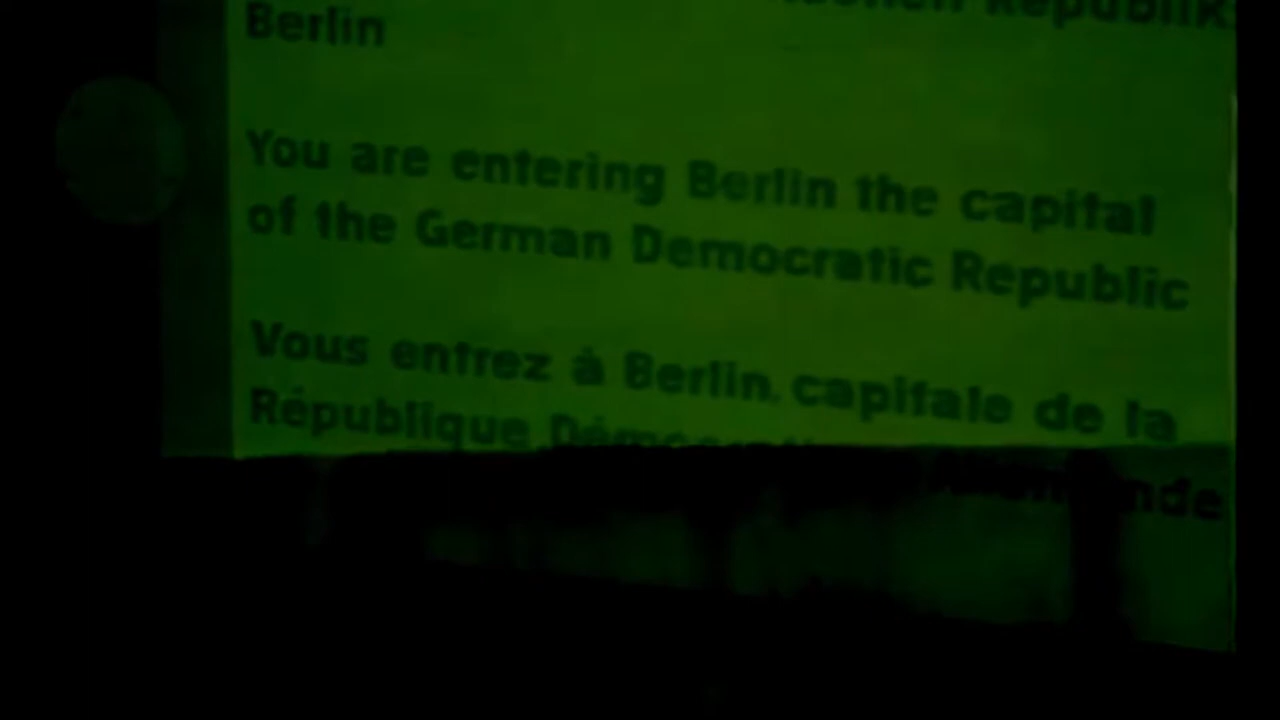 Republik
Berlin
You are entering Berlin the capital
of the German Democratic Republic
Vous entrez à Berlin, capitale de la
République